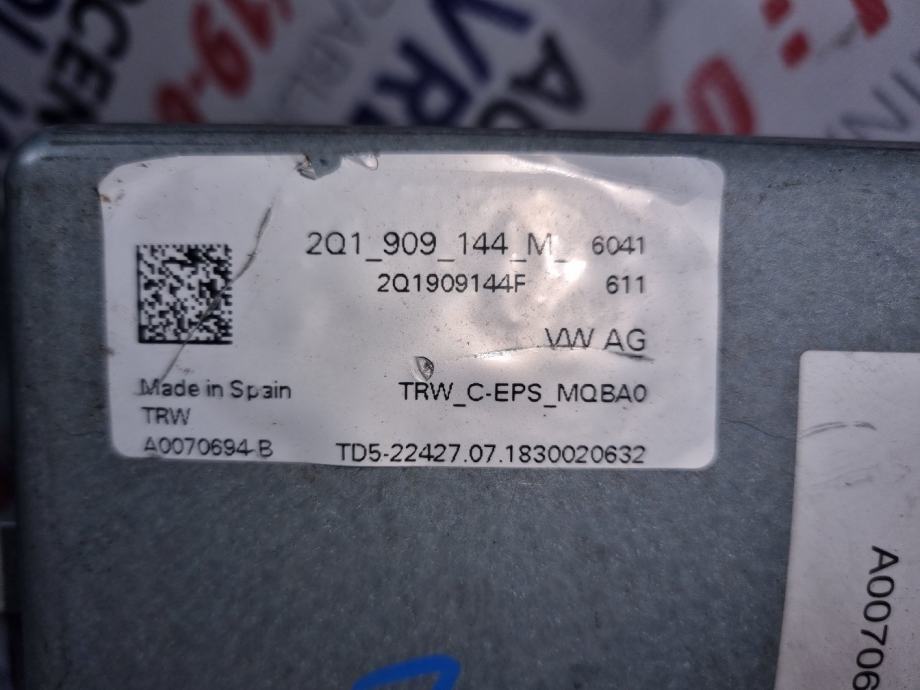 2Q1_909_144_M_ 6041
2Q1909144F 611
VW AG
Made in Spain TRW_C-EPS_MQBA0
TRW
A0070694-B TD5-22427.07.1830020632
A00706